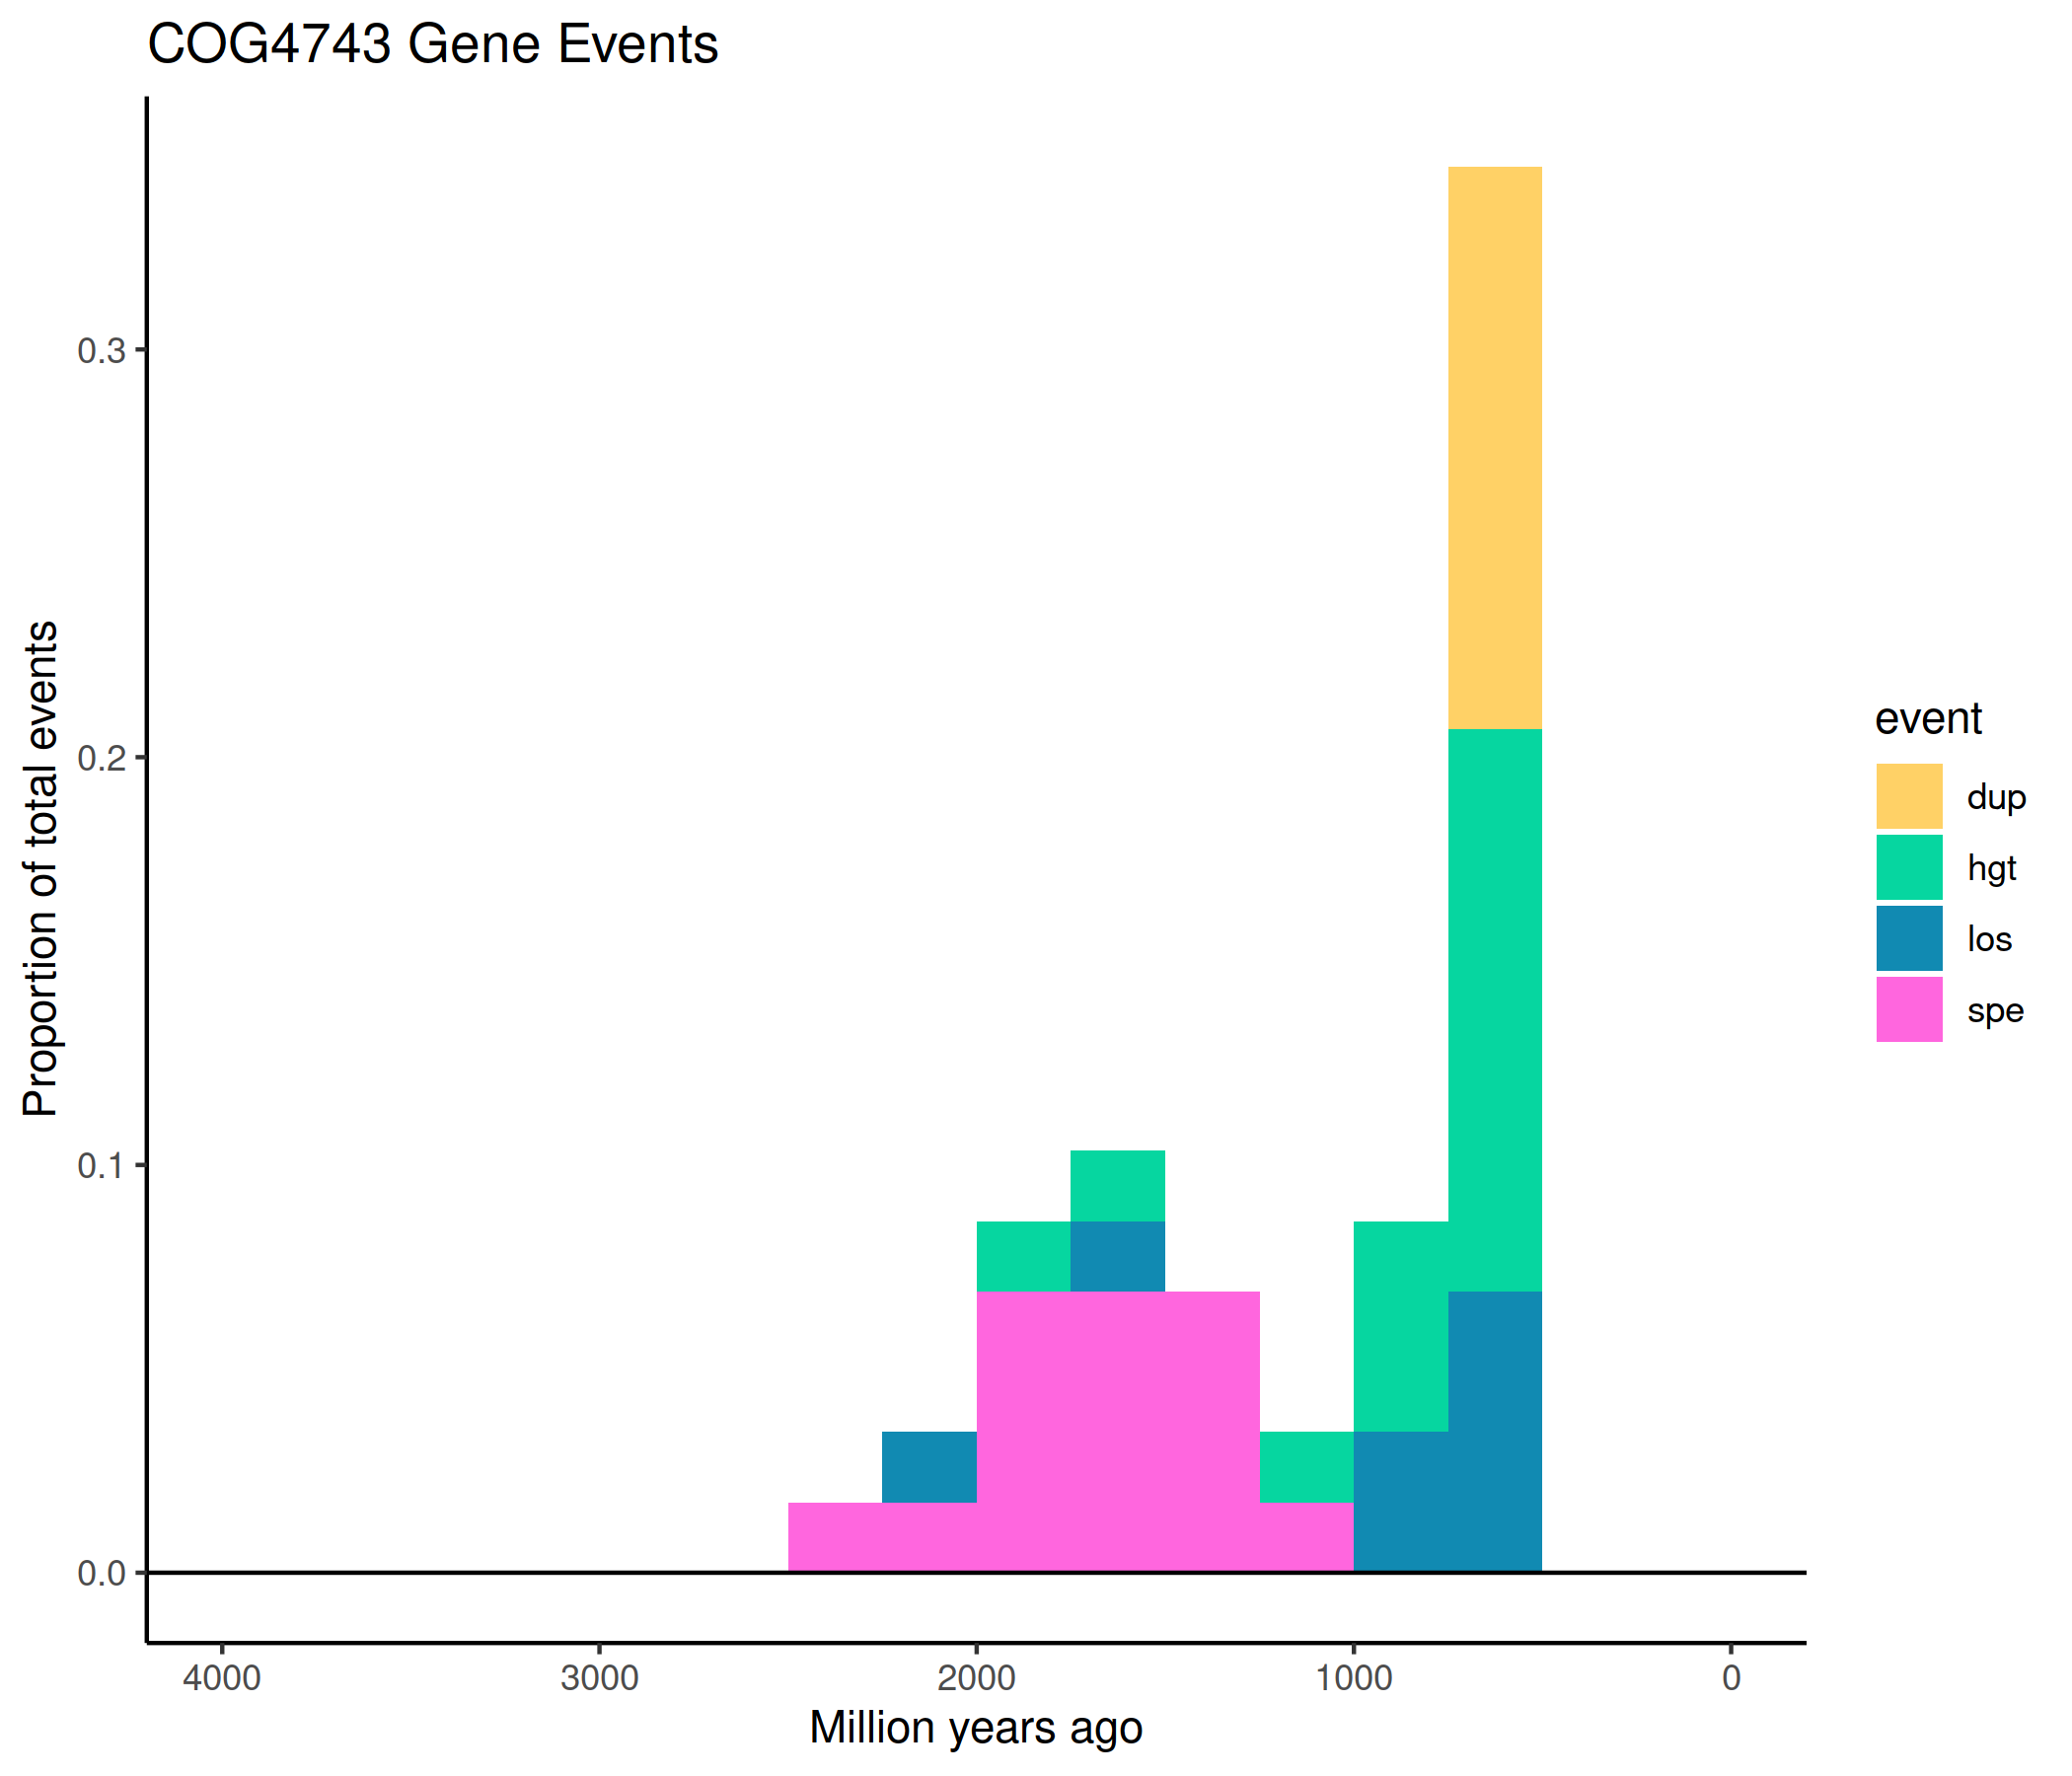 COG4743 Gene Events
Proportion of total events
0.3
0.2
0.1
0.0
4000 3000 2000 1000 0
Million years ago
event
dup
hgt
los
spe